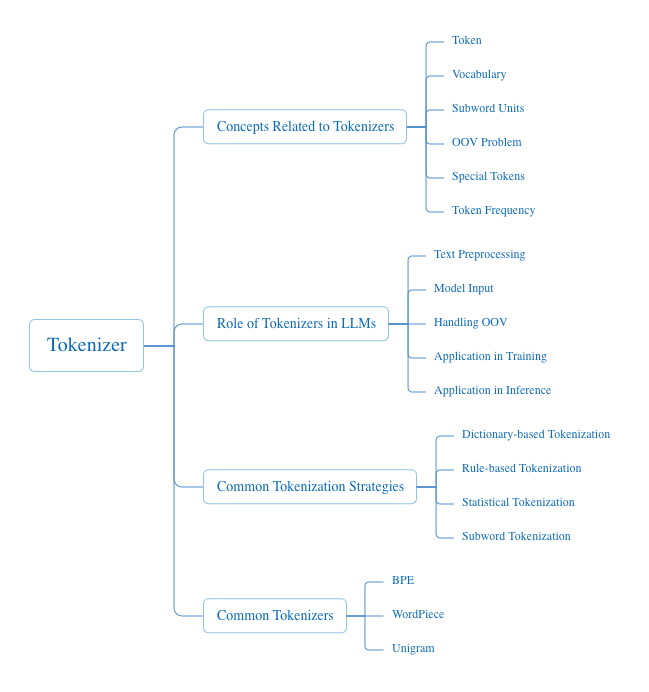 Tokenizer
Concepts Related to Tokenizers
Token
Vocabulary
Subword Units
OOV Problem
Special Tokens
Token Frequency
Role of Tokenizers in LLMs
Text Preprocessing
Model Input
Handling OOV
Application in Training
Application in Inference
Common Tokenization Strategies
Dictionary-based Tokenization
Rule-based Tokenization
Statistical Tokenization
Subword Tokenization
Common Tokenizers
BPE
WordPiece
Unigram